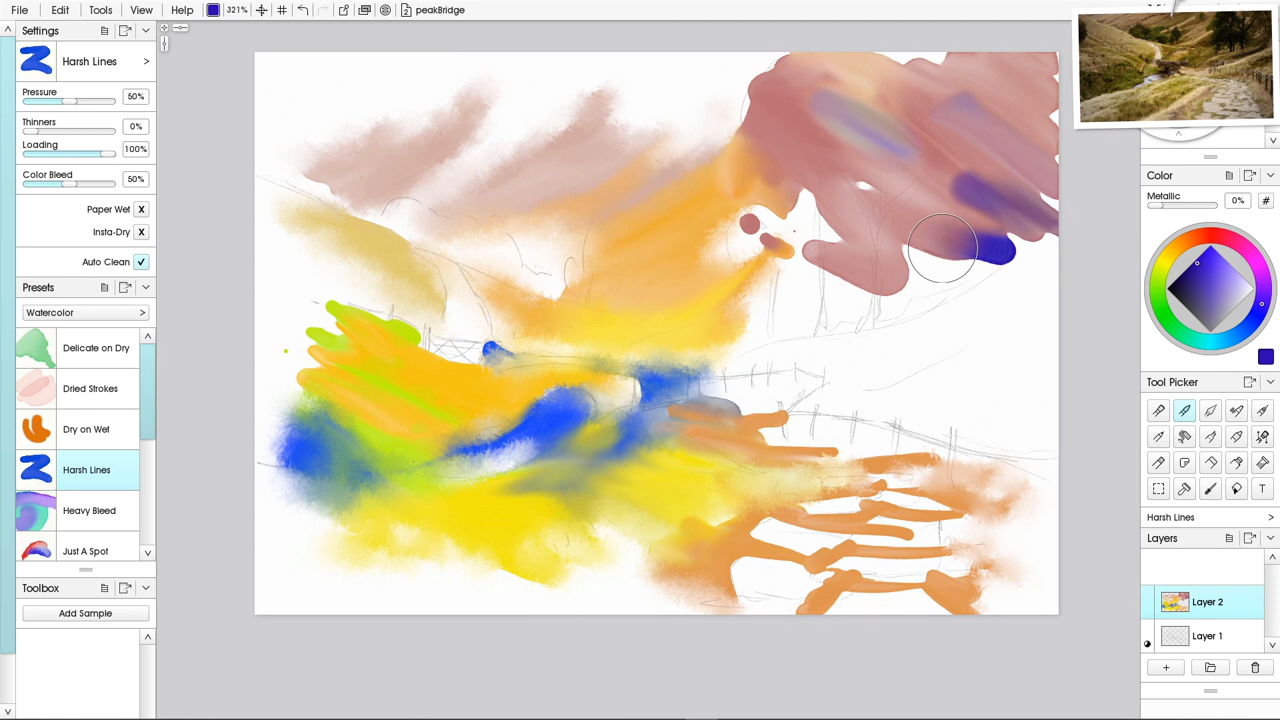 File Edit Tools View Window Help 321% peakBridge
Settings
Harsh Lines >
Pressure
50%
Thinners
0%
Loading
100%
Color Bleed
50%
Paper Wet X
Insta-Dry X
Auto Clean
Presets
Watercolor >
Delicate on Dry
Dried Strokes
Dry on Wet
Harsh Lines
Heavy Bleed
Just A Spot
Toolbox
Add Sample
Color
Metallic
0% #
Tool Picker
T
Harsh Lines >
Layers
Layer 2
Layer 1
+